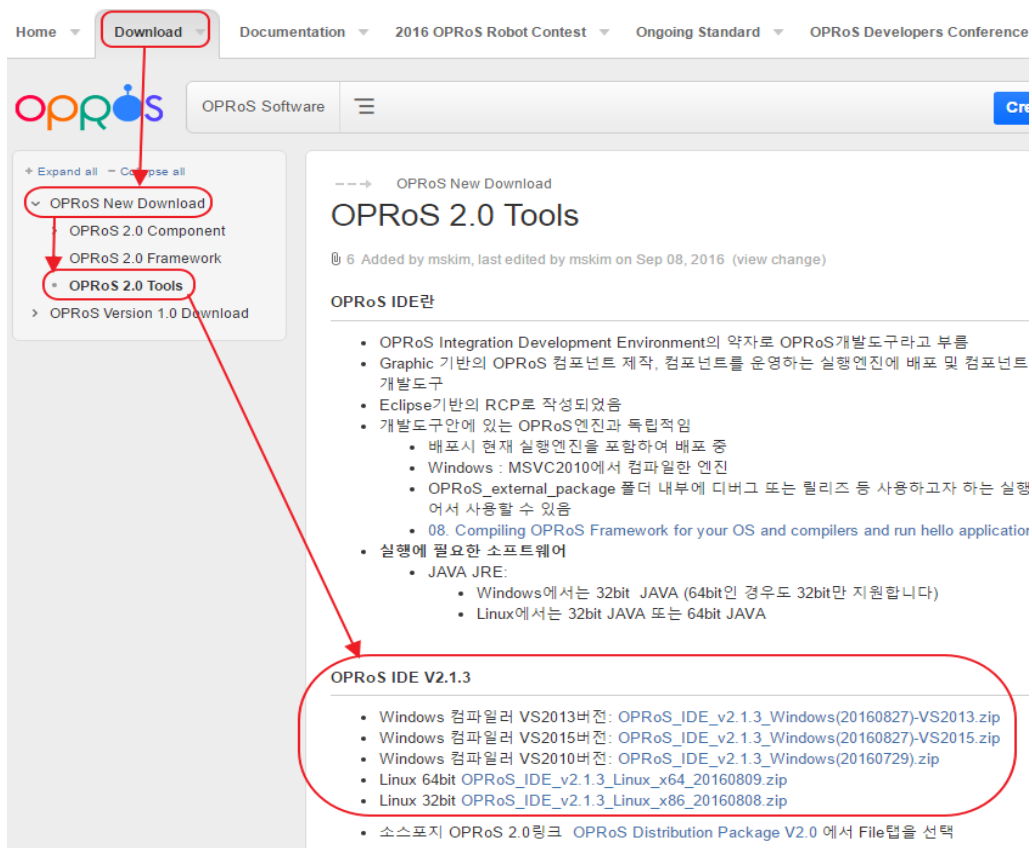 Home Download Documentation 2016 OPRoS Robot Contest Ongoing Standard OPRoS Developers Conference
OPRoS
OPRoS Software
Cre
+ Expand all − Collapse all
OPRoS New Download
OPRoS 2.0 Component
OPRoS 2.0 Framework
OPRoS 2.0 Tools
OPRoS Version 1.0 Download
OPRoS New Download
OPRoS 2.0 Tools
6 Added by mskim, last edited by mskim on Sep 08, 2016 (view change)
OPRoS IDE란
OPRoS Integration Development Environment의 약자로 OPRoS개발도구라고 부름
Graphic 기반의 OPRoS 컴포넌트 제작, 컴포넌트를 운영하는 실행엔진에 배포 및 컴포넌트
개발도구
Eclipse기반의 RCP로 작성되었음
개발도구안에 있는 OPRoS엔진과 독립적임
배포시 현재 실행엔진을 포함하여 배포 중
Windows : MSVC2010에서 컴파일한 엔진
OPRoS_external_package 폴더 내부에 디버그 또는 릴리즈 등 사용하고자 하는 실행
어서 사용할 수 있음
08. Compiling OPRoS Framework for your OS and compilers and run hello application
실행에 필요한 소프트웨어
JAVA JRE:
Windows에서는 32bit JAVA (64bit인 경우도 32bit만 지원합니다)
Linux에서는 32bit JAVA 또는 64bit JAVA
OPRoS IDE V2.1.3
Windows 컴파일러 VS2013버전: OPRoS_IDE_v2.1.3_Windows(20160827)-VS2013.zip
Windows 컴파일러 VS2015버전: OPRoS_IDE_v2.1.3_Windows(20160827)-VS2015.zip
Windows 컴파일러 VS2010버전: OPRoS_IDE_v2.1.3_Windows(20160729).zip
Linux 64bit OPRoS_IDE_v2.1.3_Linux_x64_20160809.zip
Linux 32bit OPRoS_IDE_v2.1.3_Linux_x86_20160808.zip
소스포지 OPRoS 2.0링크 OPRoS Distribution Package V2.0 에서 File탭을 선택